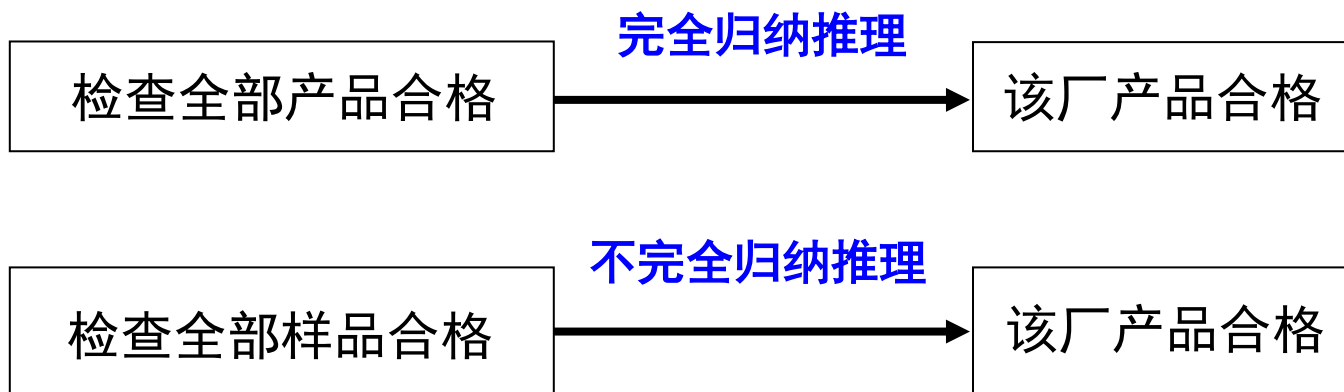 完全归纳推理
检查全部产品合格
该厂产品合格
不完全归纳推理
检查全部样品合格
该厂产品合格